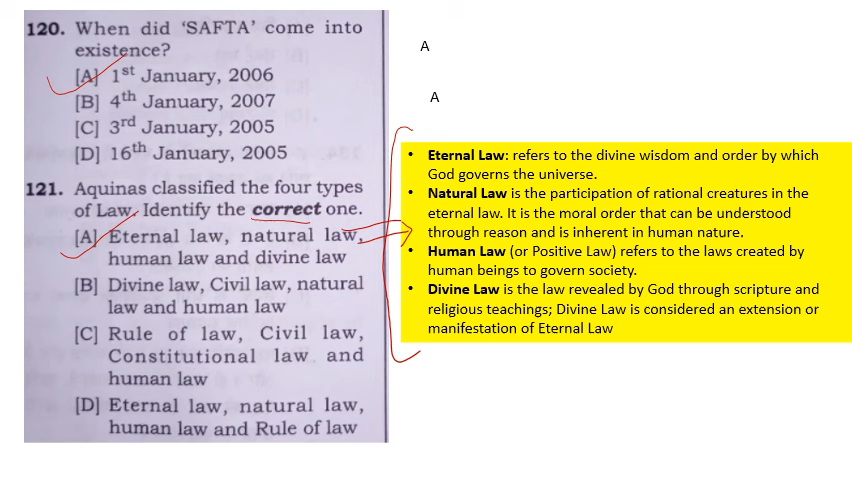 120. When did ‘SAFTA’ come into
existence?
[A] 1st January, 2006
[B] 4th January, 2007
[C] 3rd January, 2005
[D] 16th January, 2005
121. Aquinas classified the four types
of Law. Identify the correct one.
[A] Eternal law, natural law,
human law and divine law
[B] Divine law, Civil law, natural
law and human law
[C] Rule of law, Civil law,
Constitutional law and
human law
[D] Eternal law, natural law,
human law and Rule of law
A
A
• Eternal Law: refers to the divine wisdom and order by which
God governs the universe.
• Natural Law is the participation of rational creatures in the
eternal law. It is the moral order that can be understood
through reason and is inherent in human nature.
• Human Law (or Positive Law) refers to the laws created by
human beings to govern society.
• Divine Law is the law revealed by God through scripture and
religious teachings; Divine Law is considered an extension or
manifestation of Eternal Law